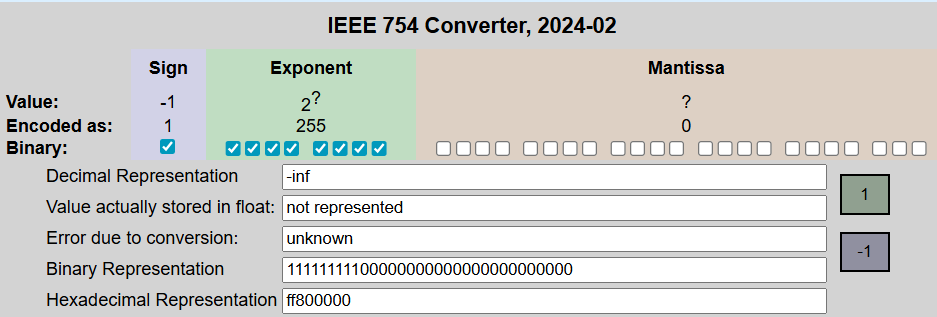 IEEE 754 Converter, 2024-02
Sign Exponent Mantissa
Value: -1 2? ?
Encoded as: 1 255 0
Binary:
Decimal Representation -inf
Value actually stored in float: not represented
Error due to conversion: unknown
Binary Representation 11111111100000000000000000000000
Hexadecimal Representation ff800000
1
-1